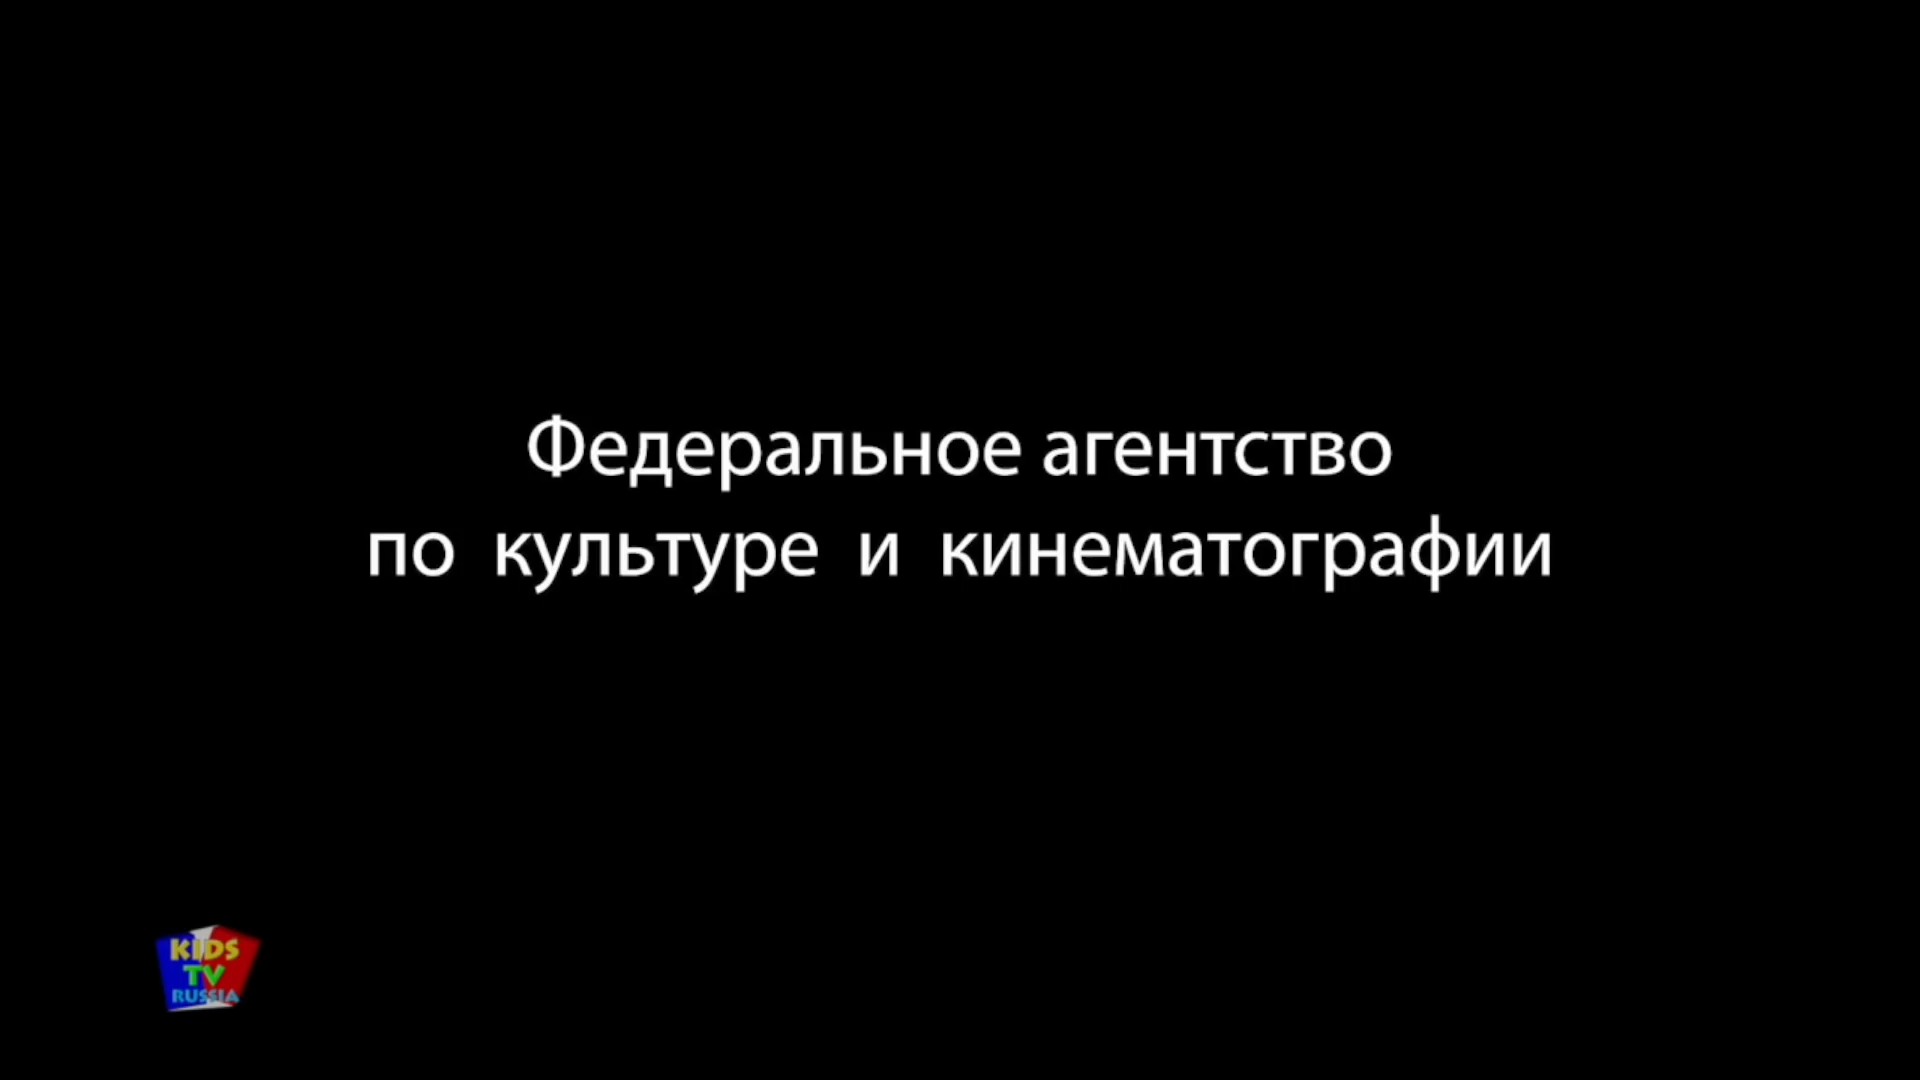 Федеральное агентство
по культуре и кинематографии
KIDS
TV
RUSSIA